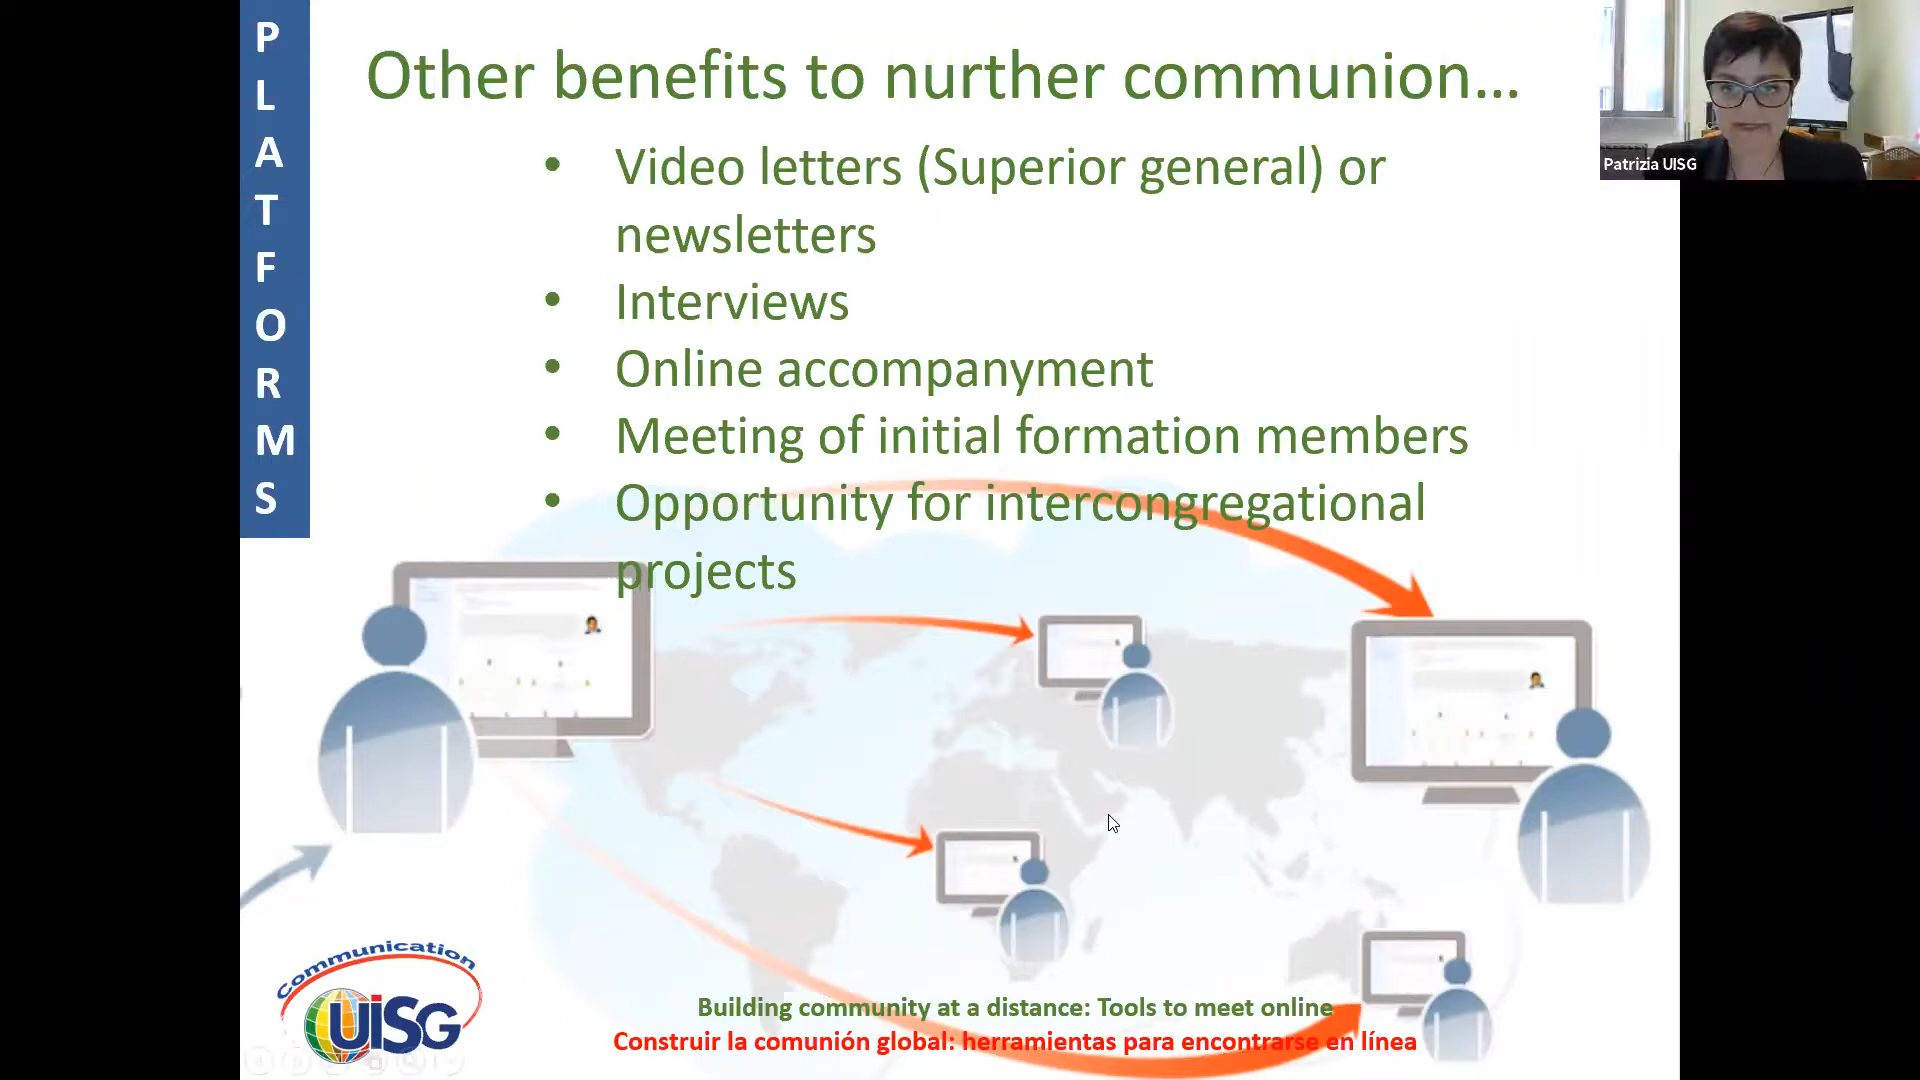 PLATFORMS
Other benefits to nurther communion...
• Video letters (Superior general) or
newsletters
• Interviews
• Online accompanyment
• Meeting of initial formation members
• Opportunity for intercongregational
projects
Patrizia UISG
Communication
UISG
Building community at a distance: Tools to meet online
Construir la comunión global: herramientas para encontrarse en línea